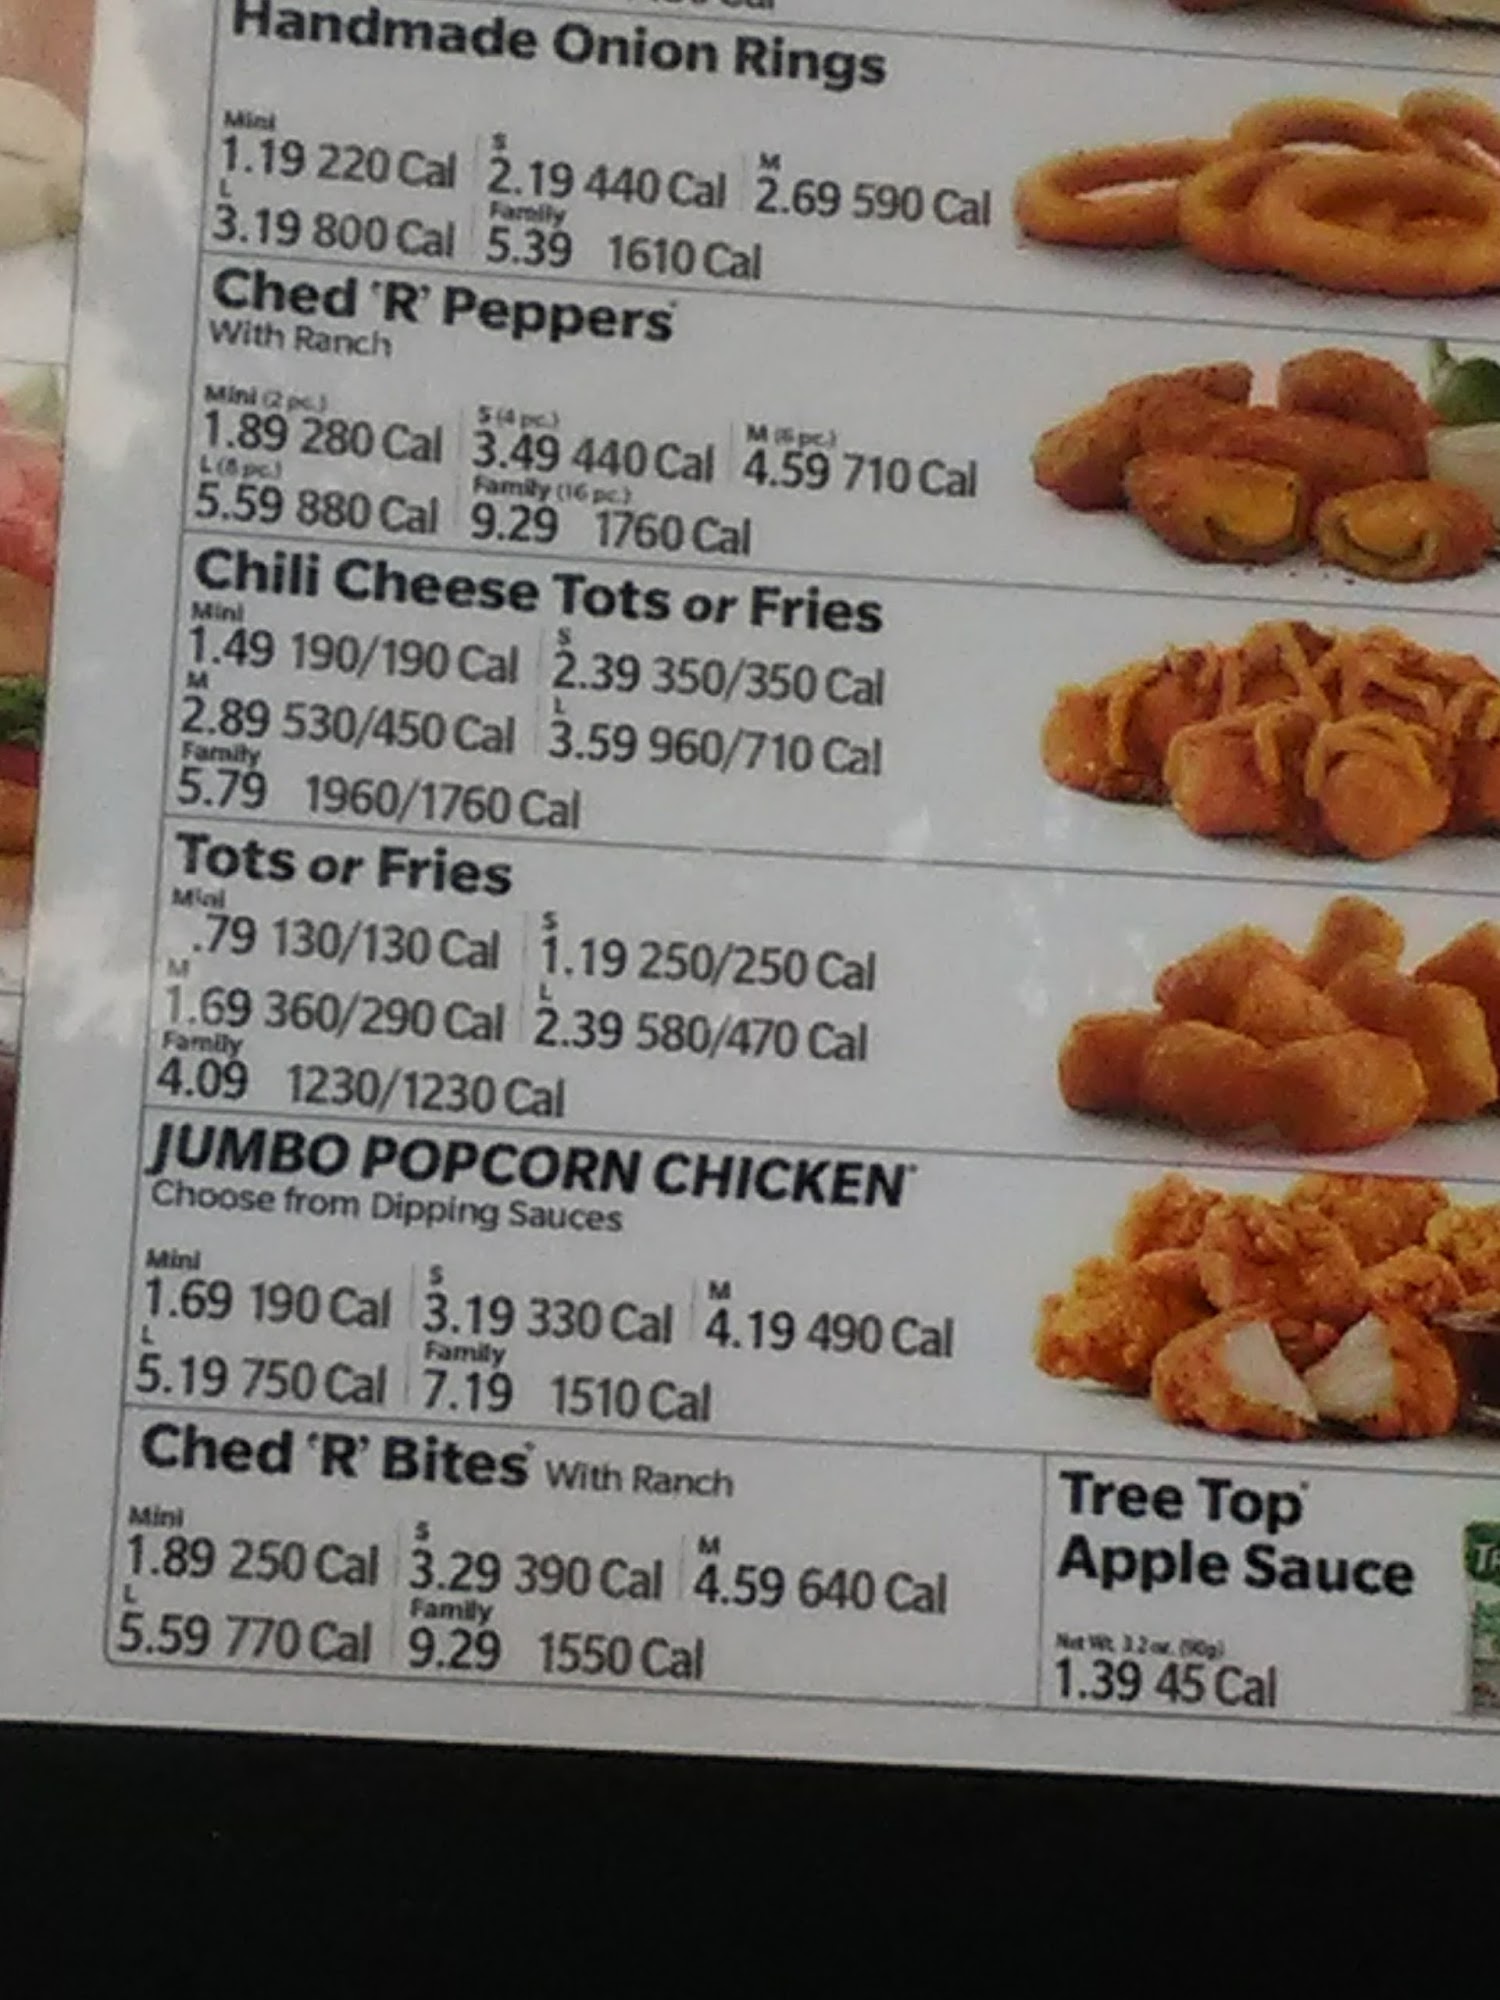 Handmade Onion Rings
Mini S M
1.19 220 Cal 2.19 440 Cal 2.69 590 Cal
L Family
3.19 800 Cal 5.39 1610 Cal
Ched 'R' Peppers
With Ranch
Mini (2 pc.) S (4 pc.) M (6 pc.)
1.89 280 Cal 3.49 440 Cal 4.59 710 Cal
L (8 pc.) Family (16 pc.)
5.59 880 Cal 9.29 1760 Cal
Chili Cheese Tots or Fries
Mini S
1.49 190/190 Cal 2.39 350/350 Cal
M L
2.89 530/450 Cal 3.59 960/710 Cal
Family
5.79 1960/1760 Cal
Tots or Fries
Mini S
.79 130/130 Cal 1.19 250/250 Cal
M L
1.69 360/290 Cal 2.39 580/470 Cal
Family
4.09 1230/1230 Cal
JUMBO POPCORN CHICKEN
Choose from Dipping Sauces
Mini S M
1.69 190 Cal 3.19 330 Cal 4.19 490 Cal
L Family
5.19 750 Cal 7.19 1510 Cal
Ched 'R' Bites With Ranch
Mini S M
1.89 250 Cal 3.29 390 Cal 4.59 640 Cal
L Family
5.59 770 Cal 9.29 1550 Cal
Tree Top
Apple Sauce
Net Wt. 3.2 oz. (90g)
1.39 45 Cal